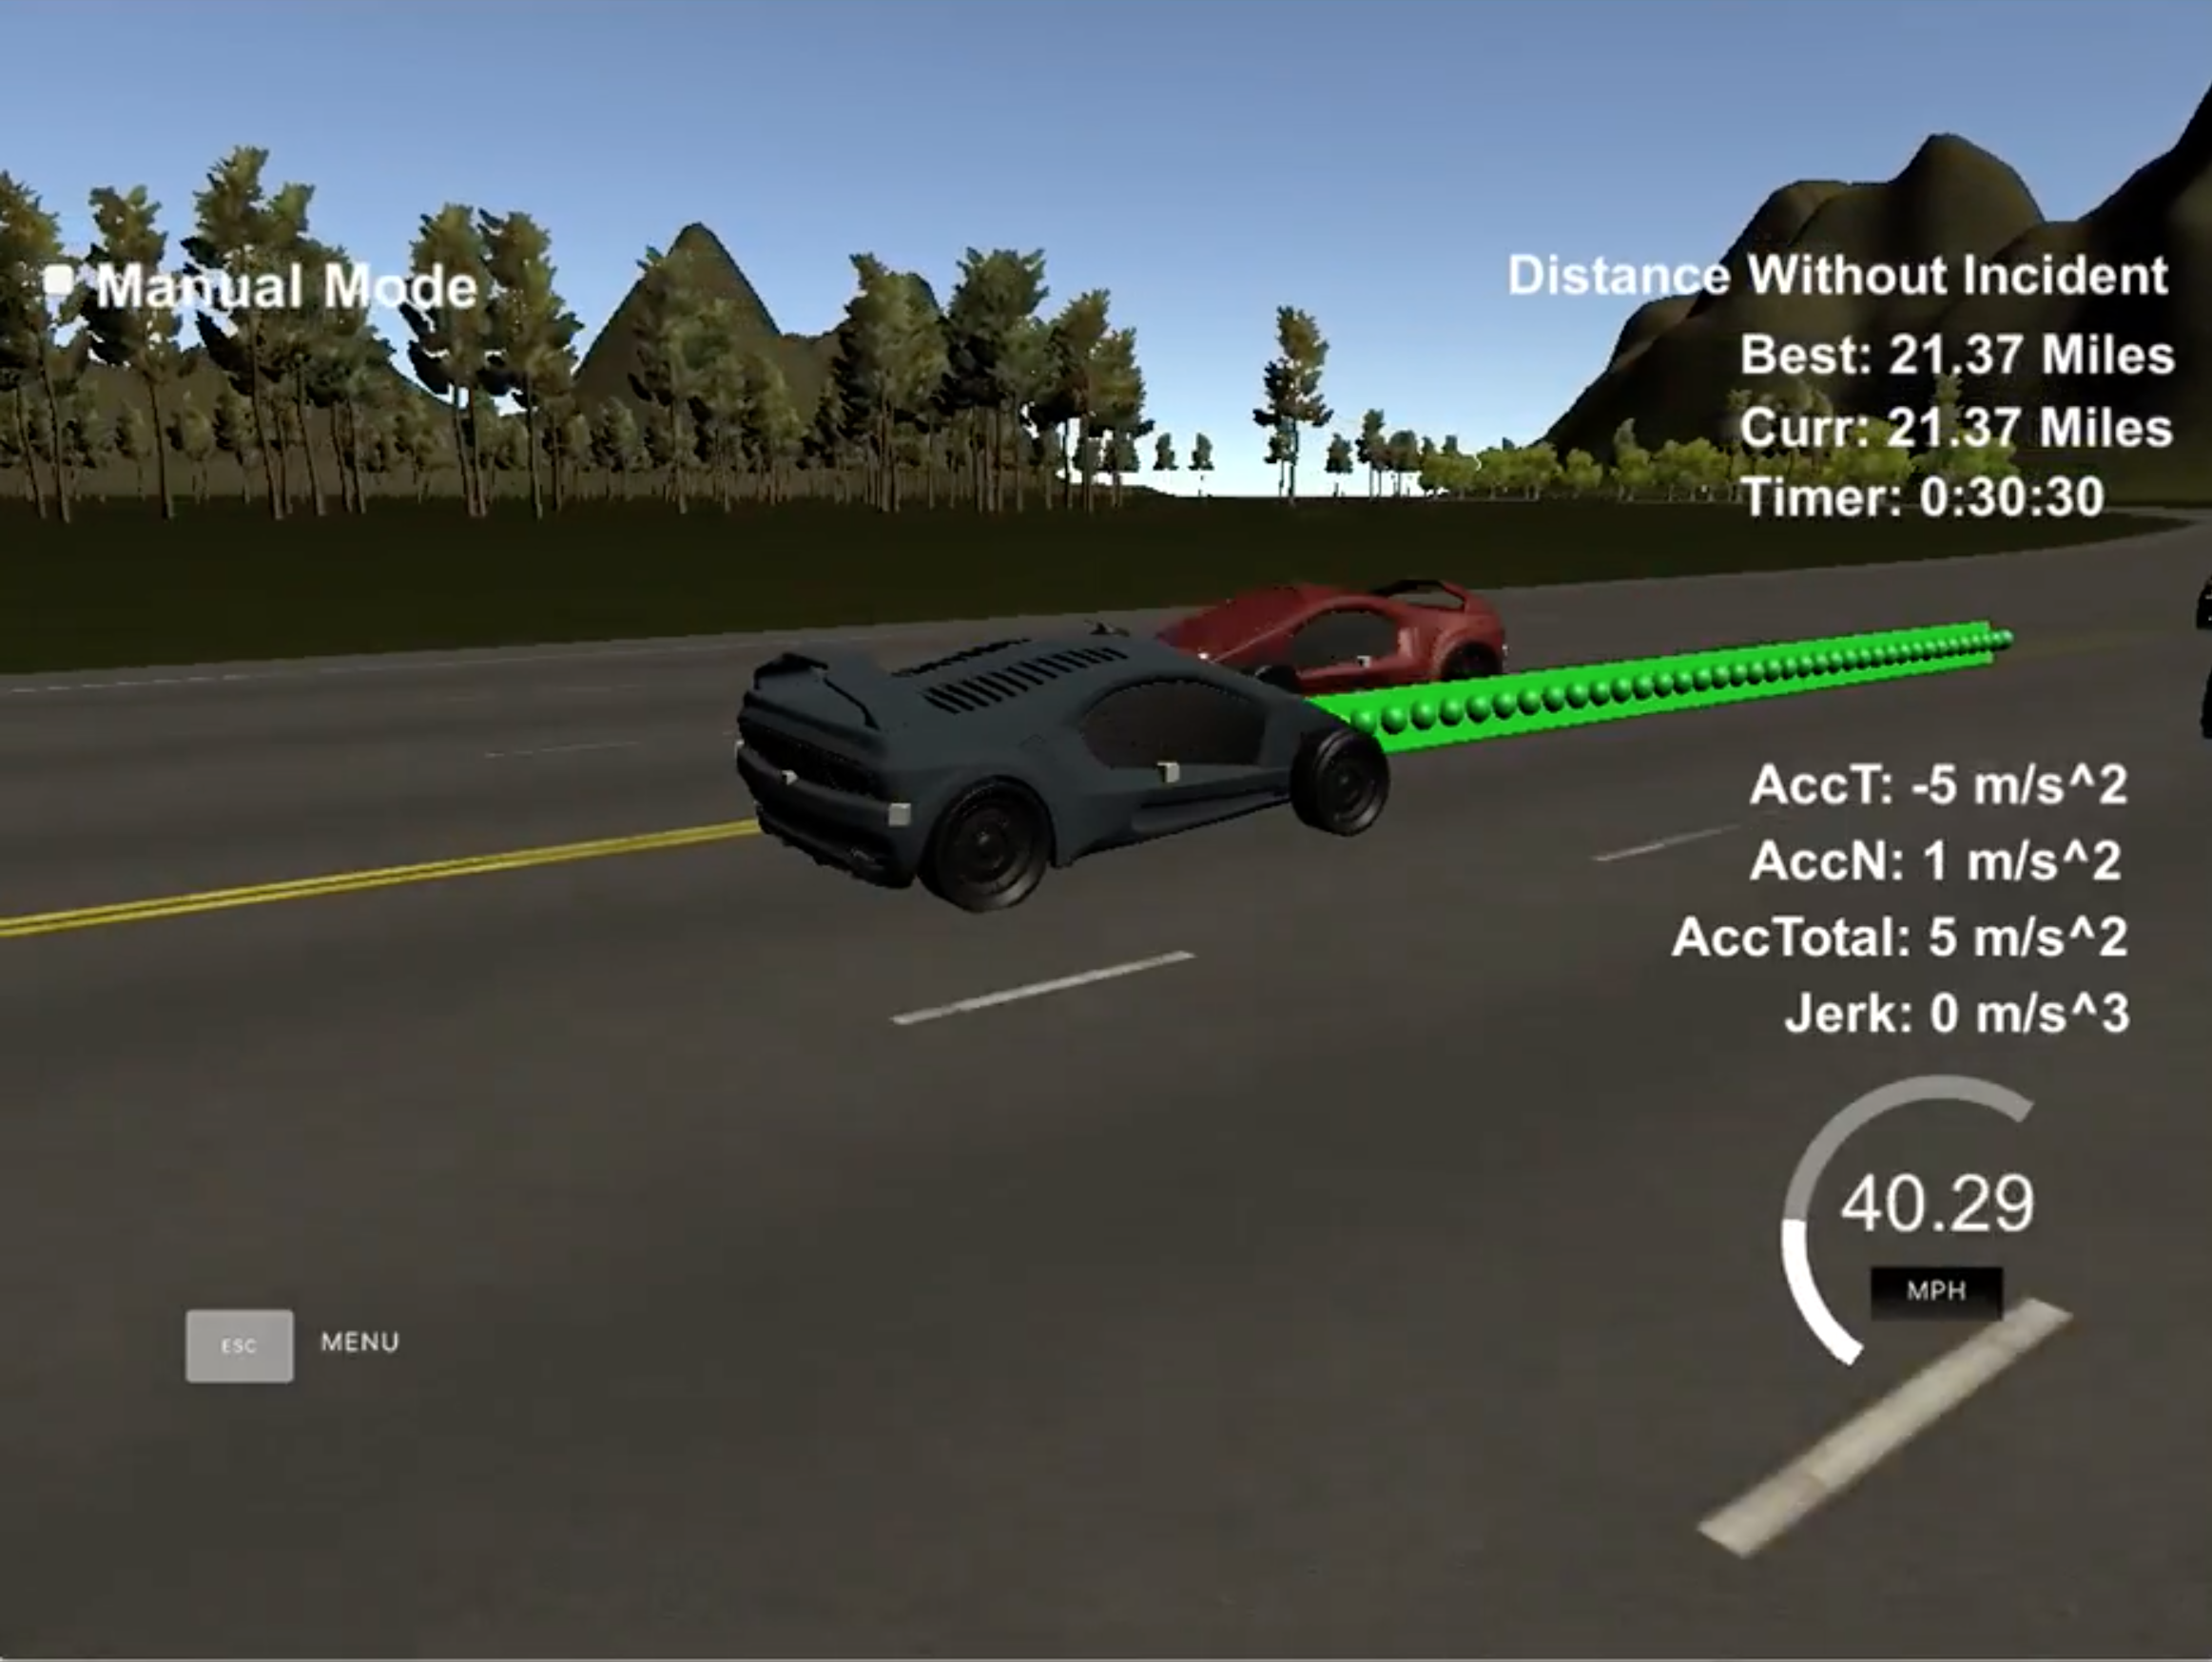 Manual Mode
Distance Without Incident
Best: 21.37 Miles
Curr: 21.37 Miles
Timer: 0:30:30
AccT: -5 m/s^2
AccN: 1 m/s^2
AccTotal: 5 m/s^2
Jerk: 0 m/s^3
40.29
MPH
ESC MENU